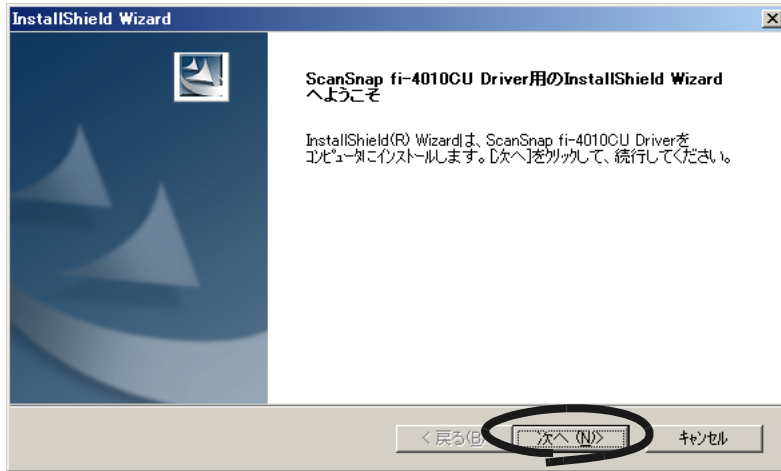 InstallShield Wizard
ScanSnap fi-4010CU Driver用のInstallShield Wizard
へようこそ
InstallShield(R) Wizardは、ScanSnap fi-4010CU Driverを
コンピュータにインストールします。[次へ]をクリックして、続行してください。
< 戻る(B)
次へ (N)>
キャンセル